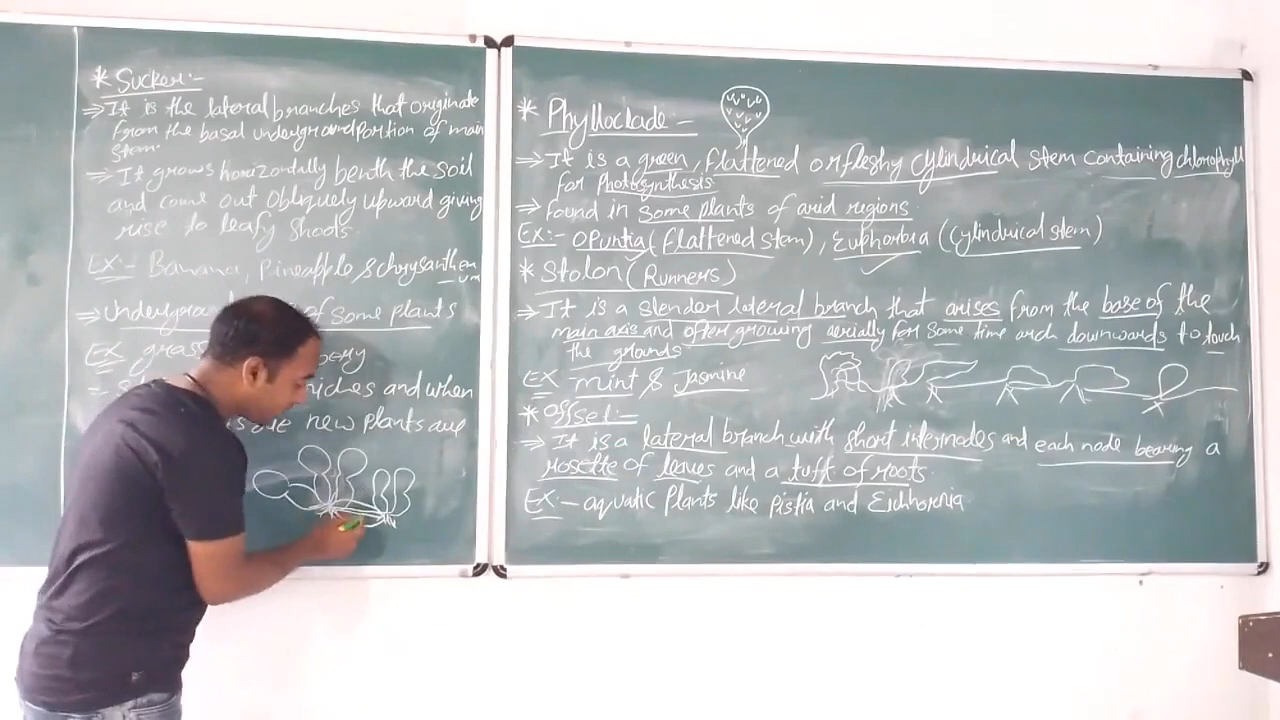 * Sucker:-
⇒ It is the lateral branches that originate
from the basal underground portion of main
stem.
⇒ It grows horizontally benth the soil
and come out obliquely upward giving
rise to leafy shoots
EX:- Banana, Pineapple & chrysanthem
um
⇒ of some plants
EX grass
and when
new plants are
* Phylloclade:-
⇒ It is a green, flattened or fleshy cylindrical stem containing chlorophyll
for photosynthesis
⇒ found in some plants of arid regions
EX:- Opuntia (flattened stem), Euphorbia (cylindrical stem)
* Stolon (Runners)
⇒ It is a slender lateral branch that arises from the base of the
main axis and often growing aerially for some time arch downwards to touch
the grounds
EX mint & Jasmine
* Offset:-
⇒ It is a lateral branch with short internodes and each node bearing a
rosette of leaves and a tuft of roots
EX:- aquatic plants like pistia and Eichhornia